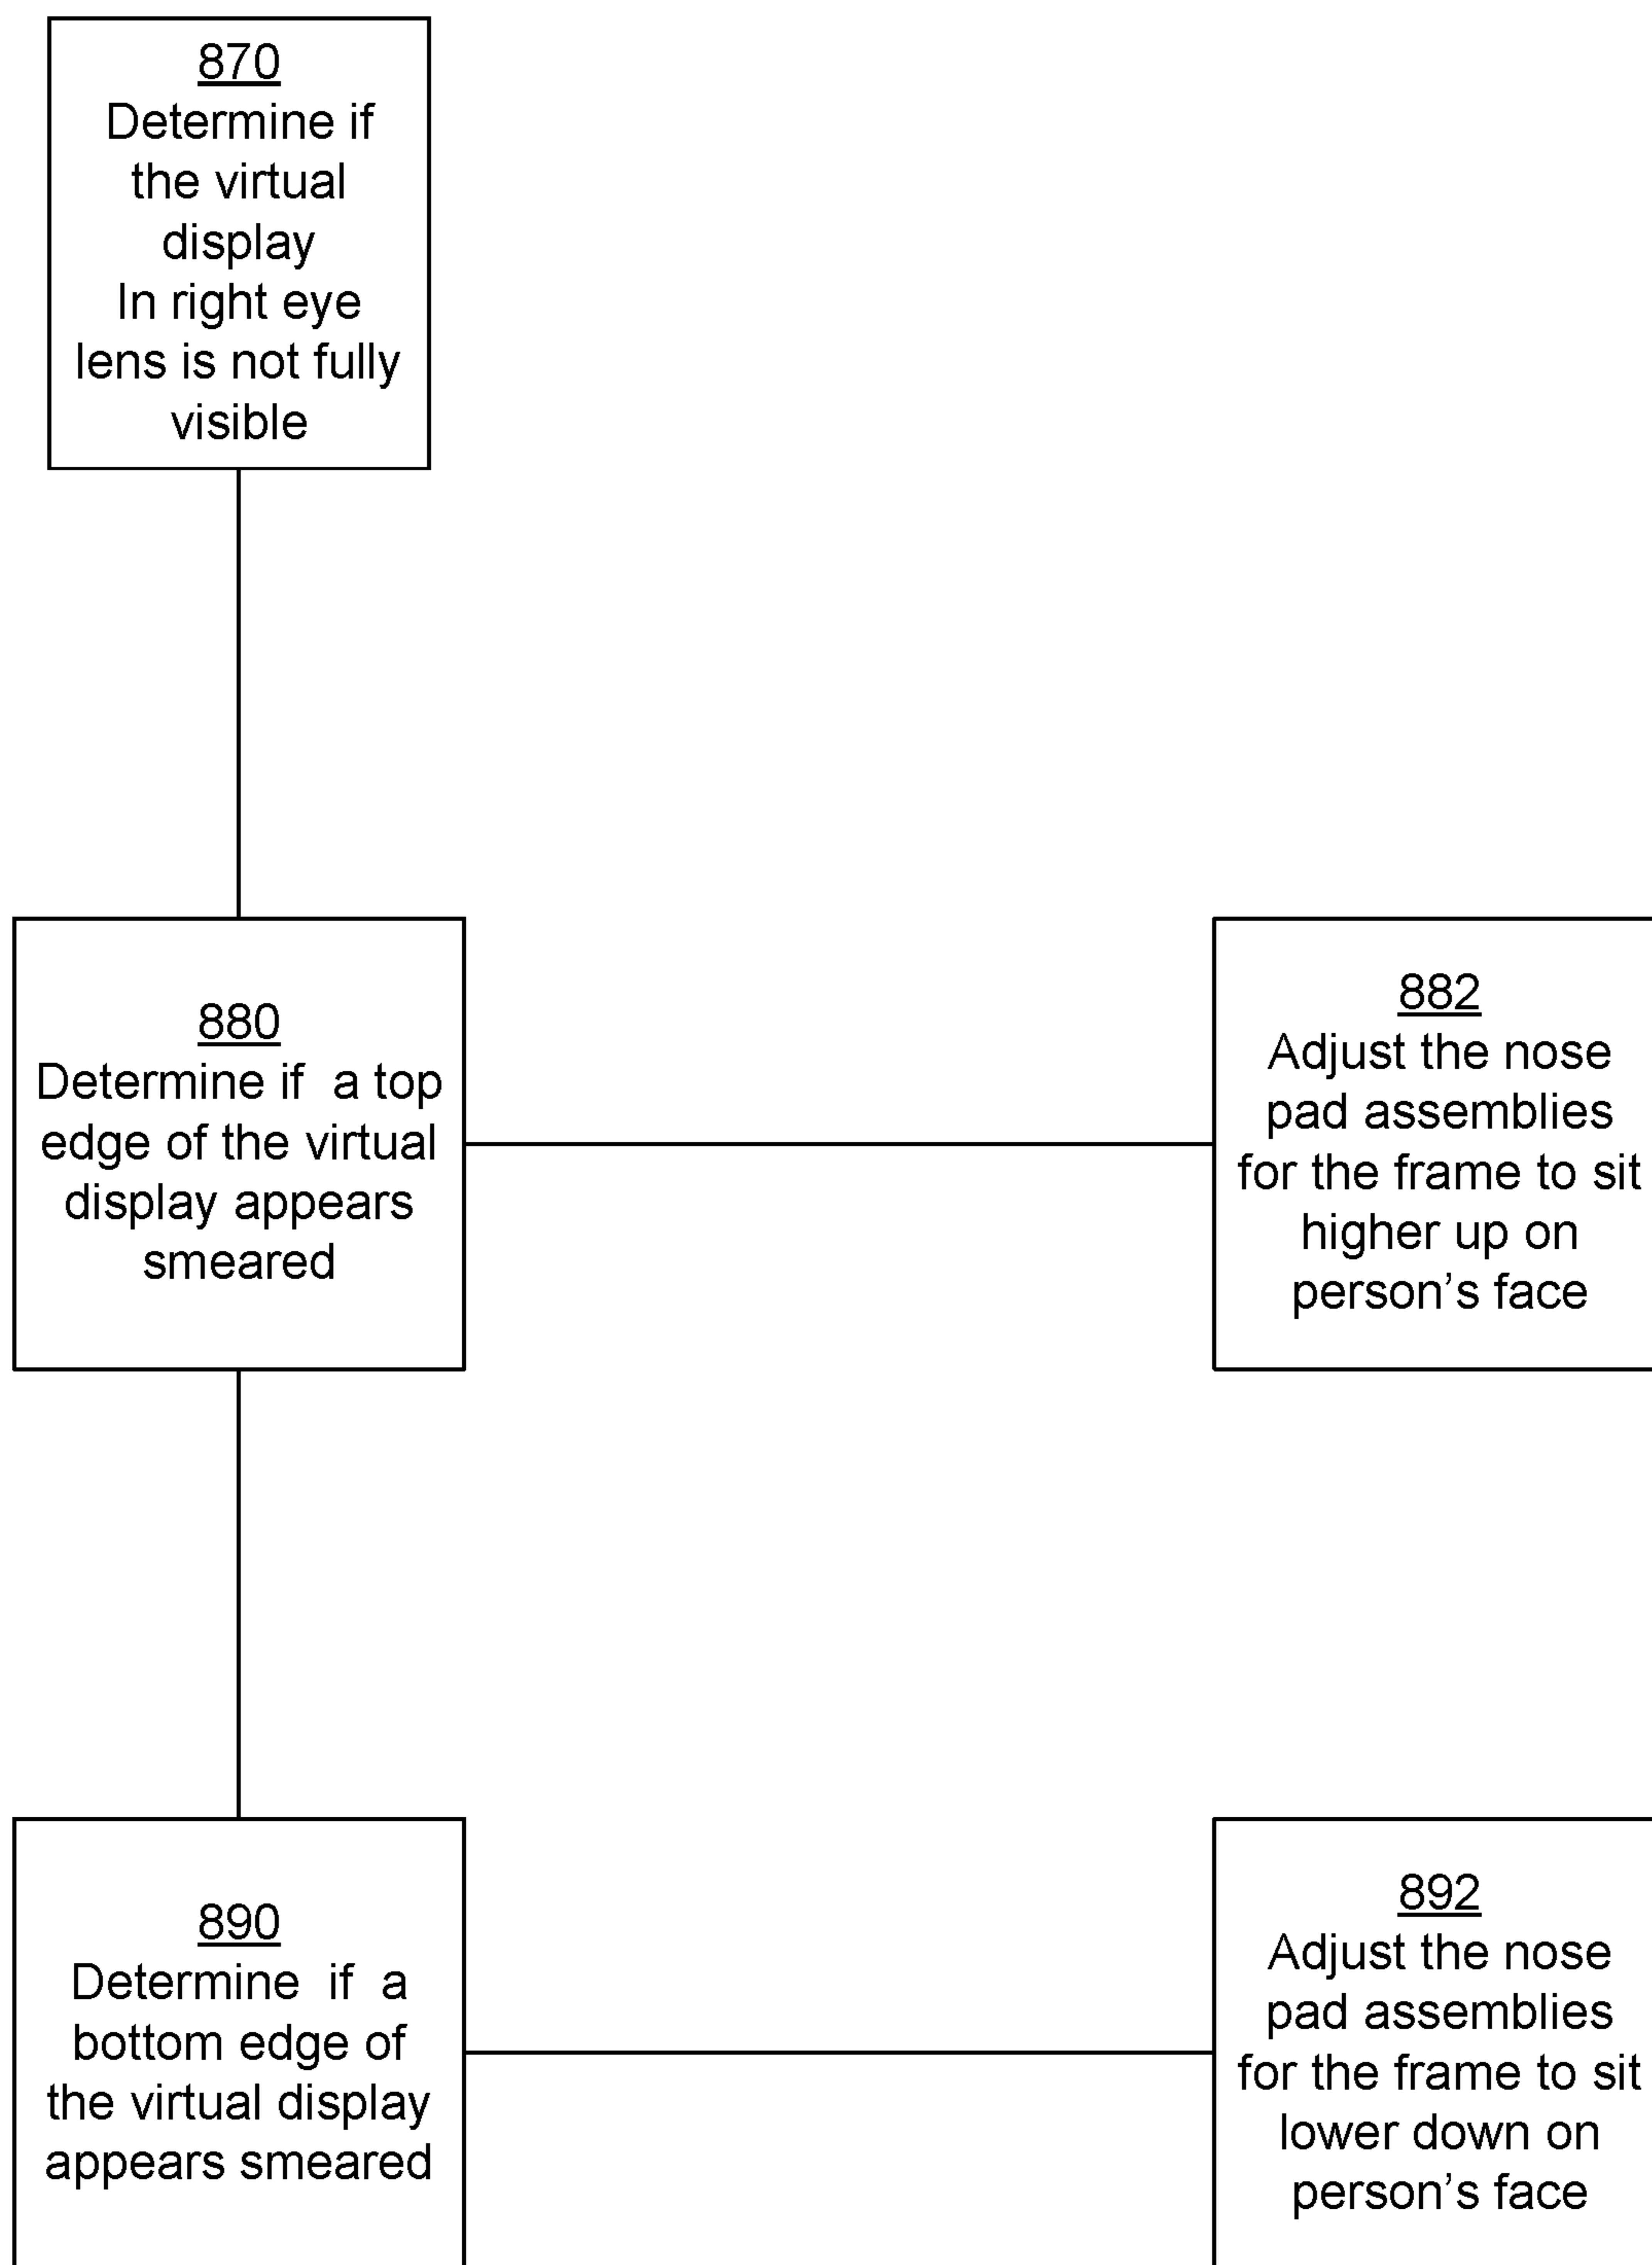 870
Determine if
the virtual
display
In right eye
lens is not fully
visible
880
Determine if a top
edge of the virtual
display appears
smeared
882
Adjust the nose
pad assemblies
for the frame to sit
higher up on
person’s face
890
Determine if a
bottom edge of
the virtual display
appears smeared
892
Adjust the nose
pad assemblies
for the frame to sit
lower down on
person’s face